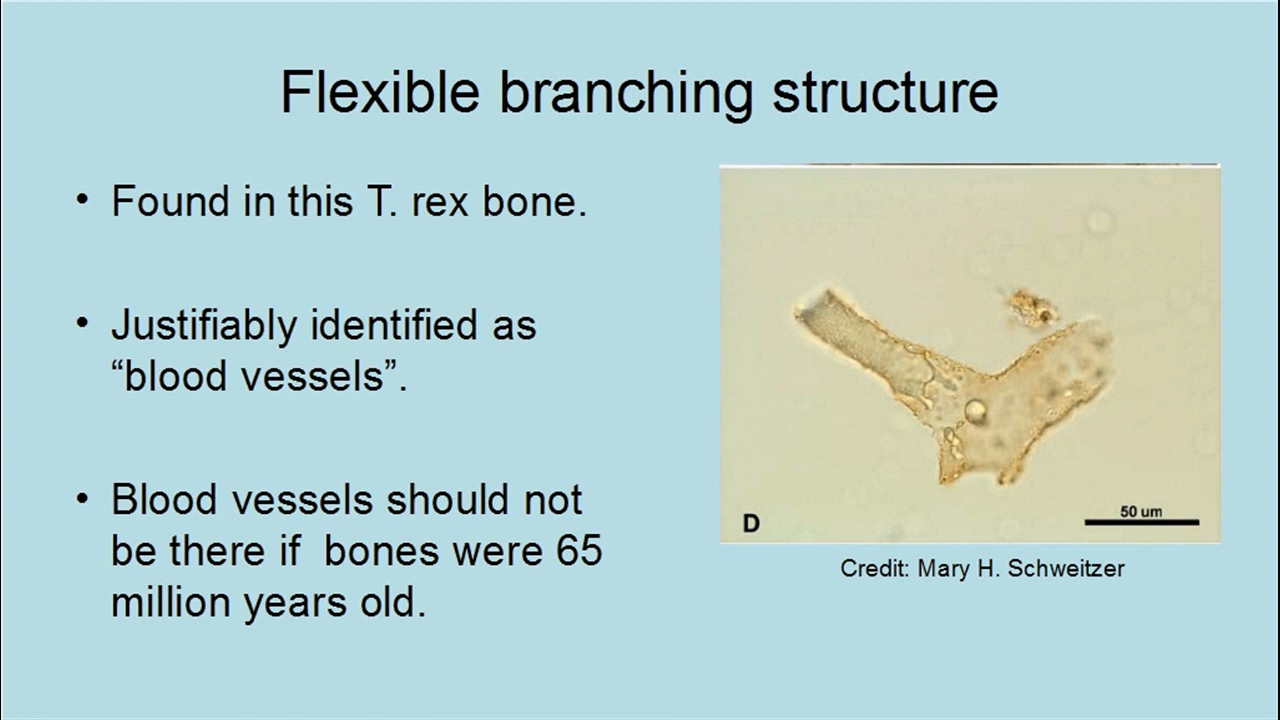 Flexible branching structure
• Found in this T. rex bone.
• Justifiably identified as
“blood vessels”.
• Blood vessels should not
be there if  bones were 65
million years old.
D
50 um
Credit: Mary H. Schweitzer